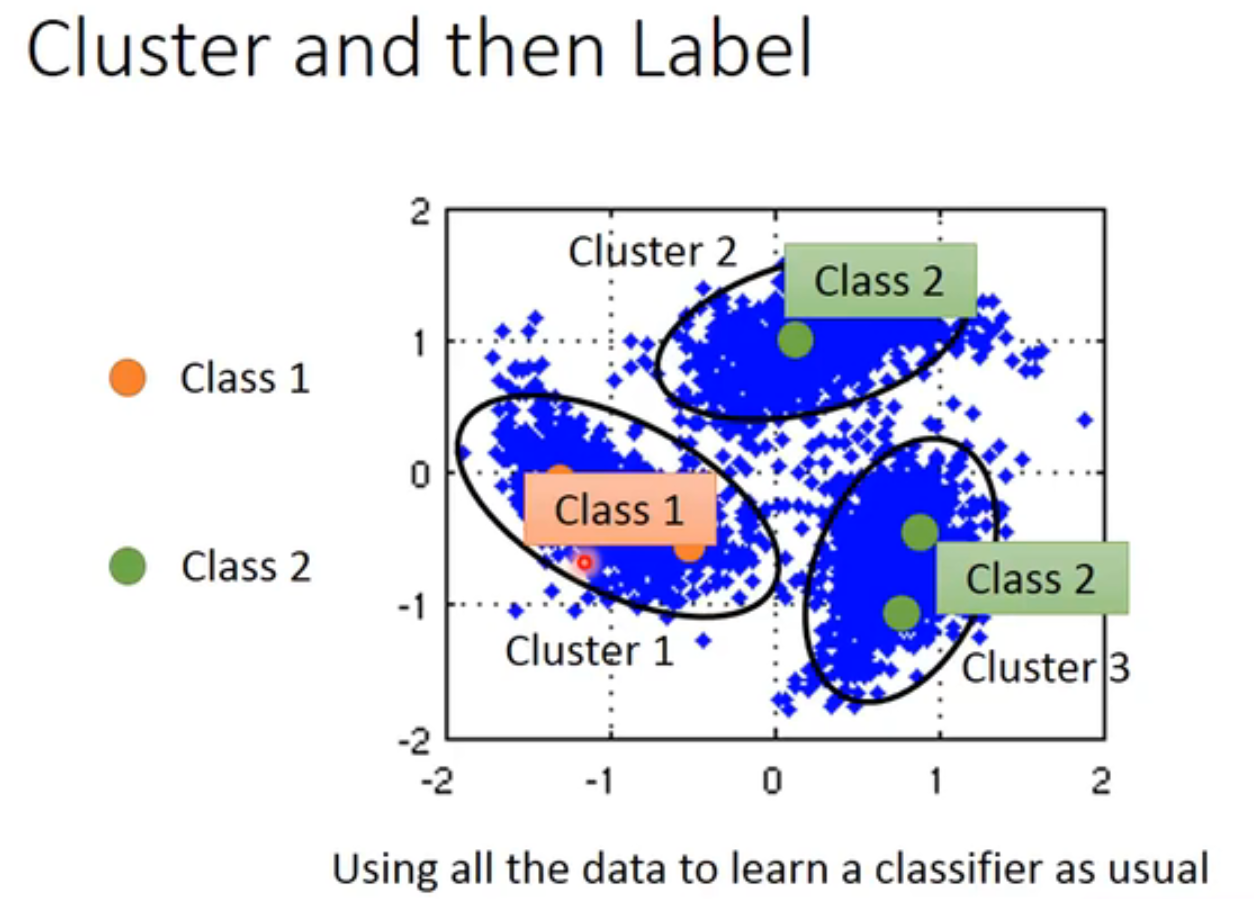 Cluster and then Label
2
Cluster 2
Class 2
1
Class 1
0
Class 1
Class 2
Class 2
-1
Cluster 1
Cluster 3
-2
-2
-1
0
1
2
Using all the data to learn a classifier as usual